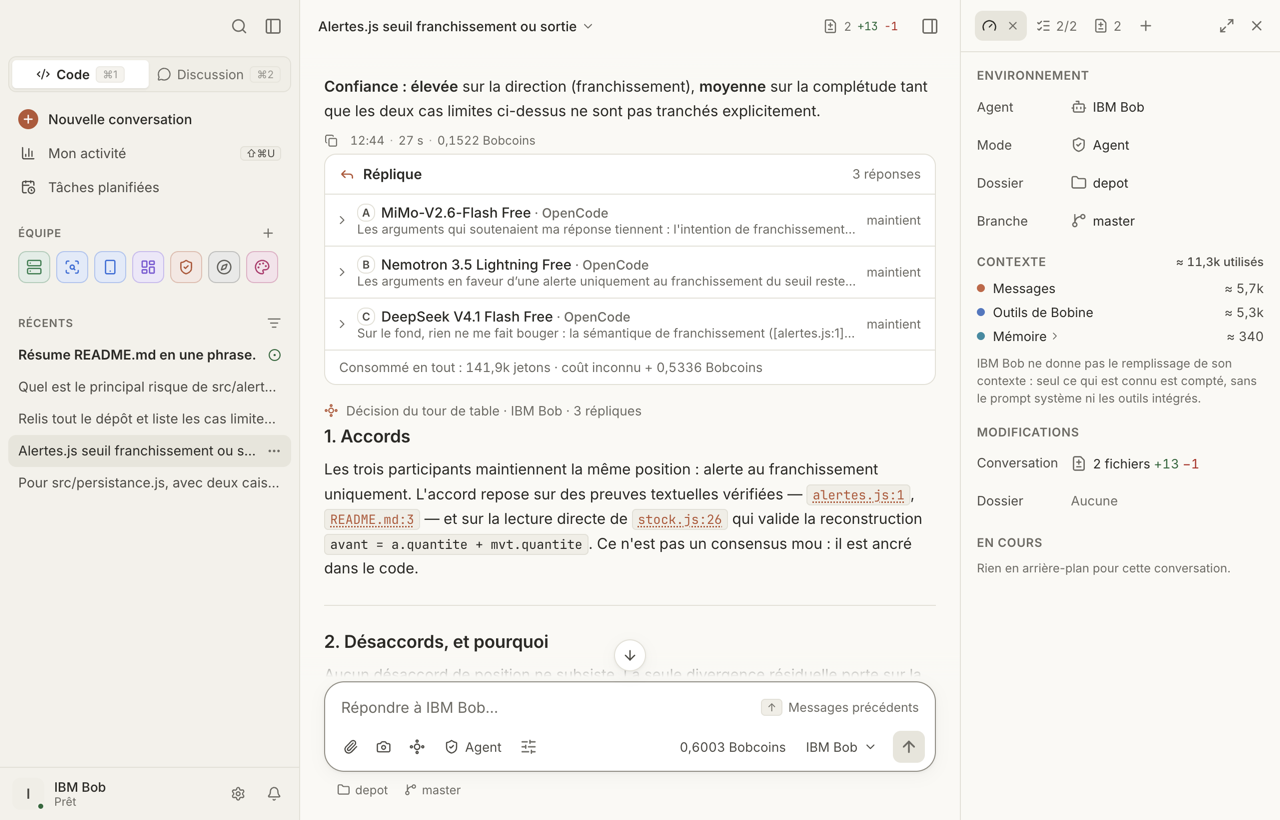 Code ⌘1
Discussion ⌘2
Nouvelle conversation
Mon activité ⇧⌘U
Tâches planifiées
ÉQUIPE
RÉCENTS
Résume README.md en une phrase.
Quel est le principal risque de src/alert...
Relis tout le dépôt et liste les cas limite...
Alertes.js seuil franchissement ou s...
Pour src/persistance.js, avec deux cais...
I
IBM Bob
Prêt
Alertes.js seuil franchissement ou sortie
2 +13 -1
Confiance : élevée sur la direction (franchissement), moyenne sur la complétude tant
que les deux cas limites ci-dessus ne sont pas tranchés explicitement.
12:44 · 27 s · 0,1522 Bobcoins
Réplique 3 réponses
A MiMo-V2.6-Flash Free · OpenCode
Les arguments qui soutenaient ma réponse tiennent : l'intention de franchissement... maintient
B Nemotron 3.5 Lightning Free · OpenCode
Les arguments en faveur d'une alerte uniquement au franchissement du seuil reste... maintient
C DeepSeek V4.1 Flash Free · OpenCode
Sur le fond, rien ne me fait bouger : la sémantique de franchissement ([alertes.js:1]... maintient
Consommé en tout : 141,9k jetons · coût inconnu + 0,5336 Bobcoins
Décision du tour de table · IBM Bob · 3 répliques
1. Accords
Les trois participants maintiennent la même position : alerte au franchissement
uniquement. L'accord repose sur des preuves textuelles vérifiées — alertes.js:1 ,
README.md:3 — et sur la lecture directe de stock.js:26 qui valide la reconstruction
avant = a.quantite + mvt.quantite . Ce n'est pas un consensus mou : il est ancré
dans le code.
2. Désaccords, et pourquoi
Aucun désaccord de position ne subsiste. La seule divergence résiduelle porte sur la
Répondre à IBM Bob... ↑ Messages précédents
Agent 0,6003 Bobcoins IBM Bob
depot master
2/2 2
ENVIRONNEMENT
Agent IBM Bob
Mode Agent
Dossier depot
Branche master
CONTEXTE ≈ 11,3k utilisés
Messages ≈ 5,7k
Outils de Bobine ≈ 5,3k
Mémoire ≈ 340
IBM Bob ne donne pas le remplissage de son
contexte : seul ce qui est connu est compté, sans
le prompt système ni les outils intégrés.
MODIFICATIONS
Conversation 2 fichiers +13 −1
Dossier Aucune
EN COURS
Rien en arrière-plan pour cette conversation.